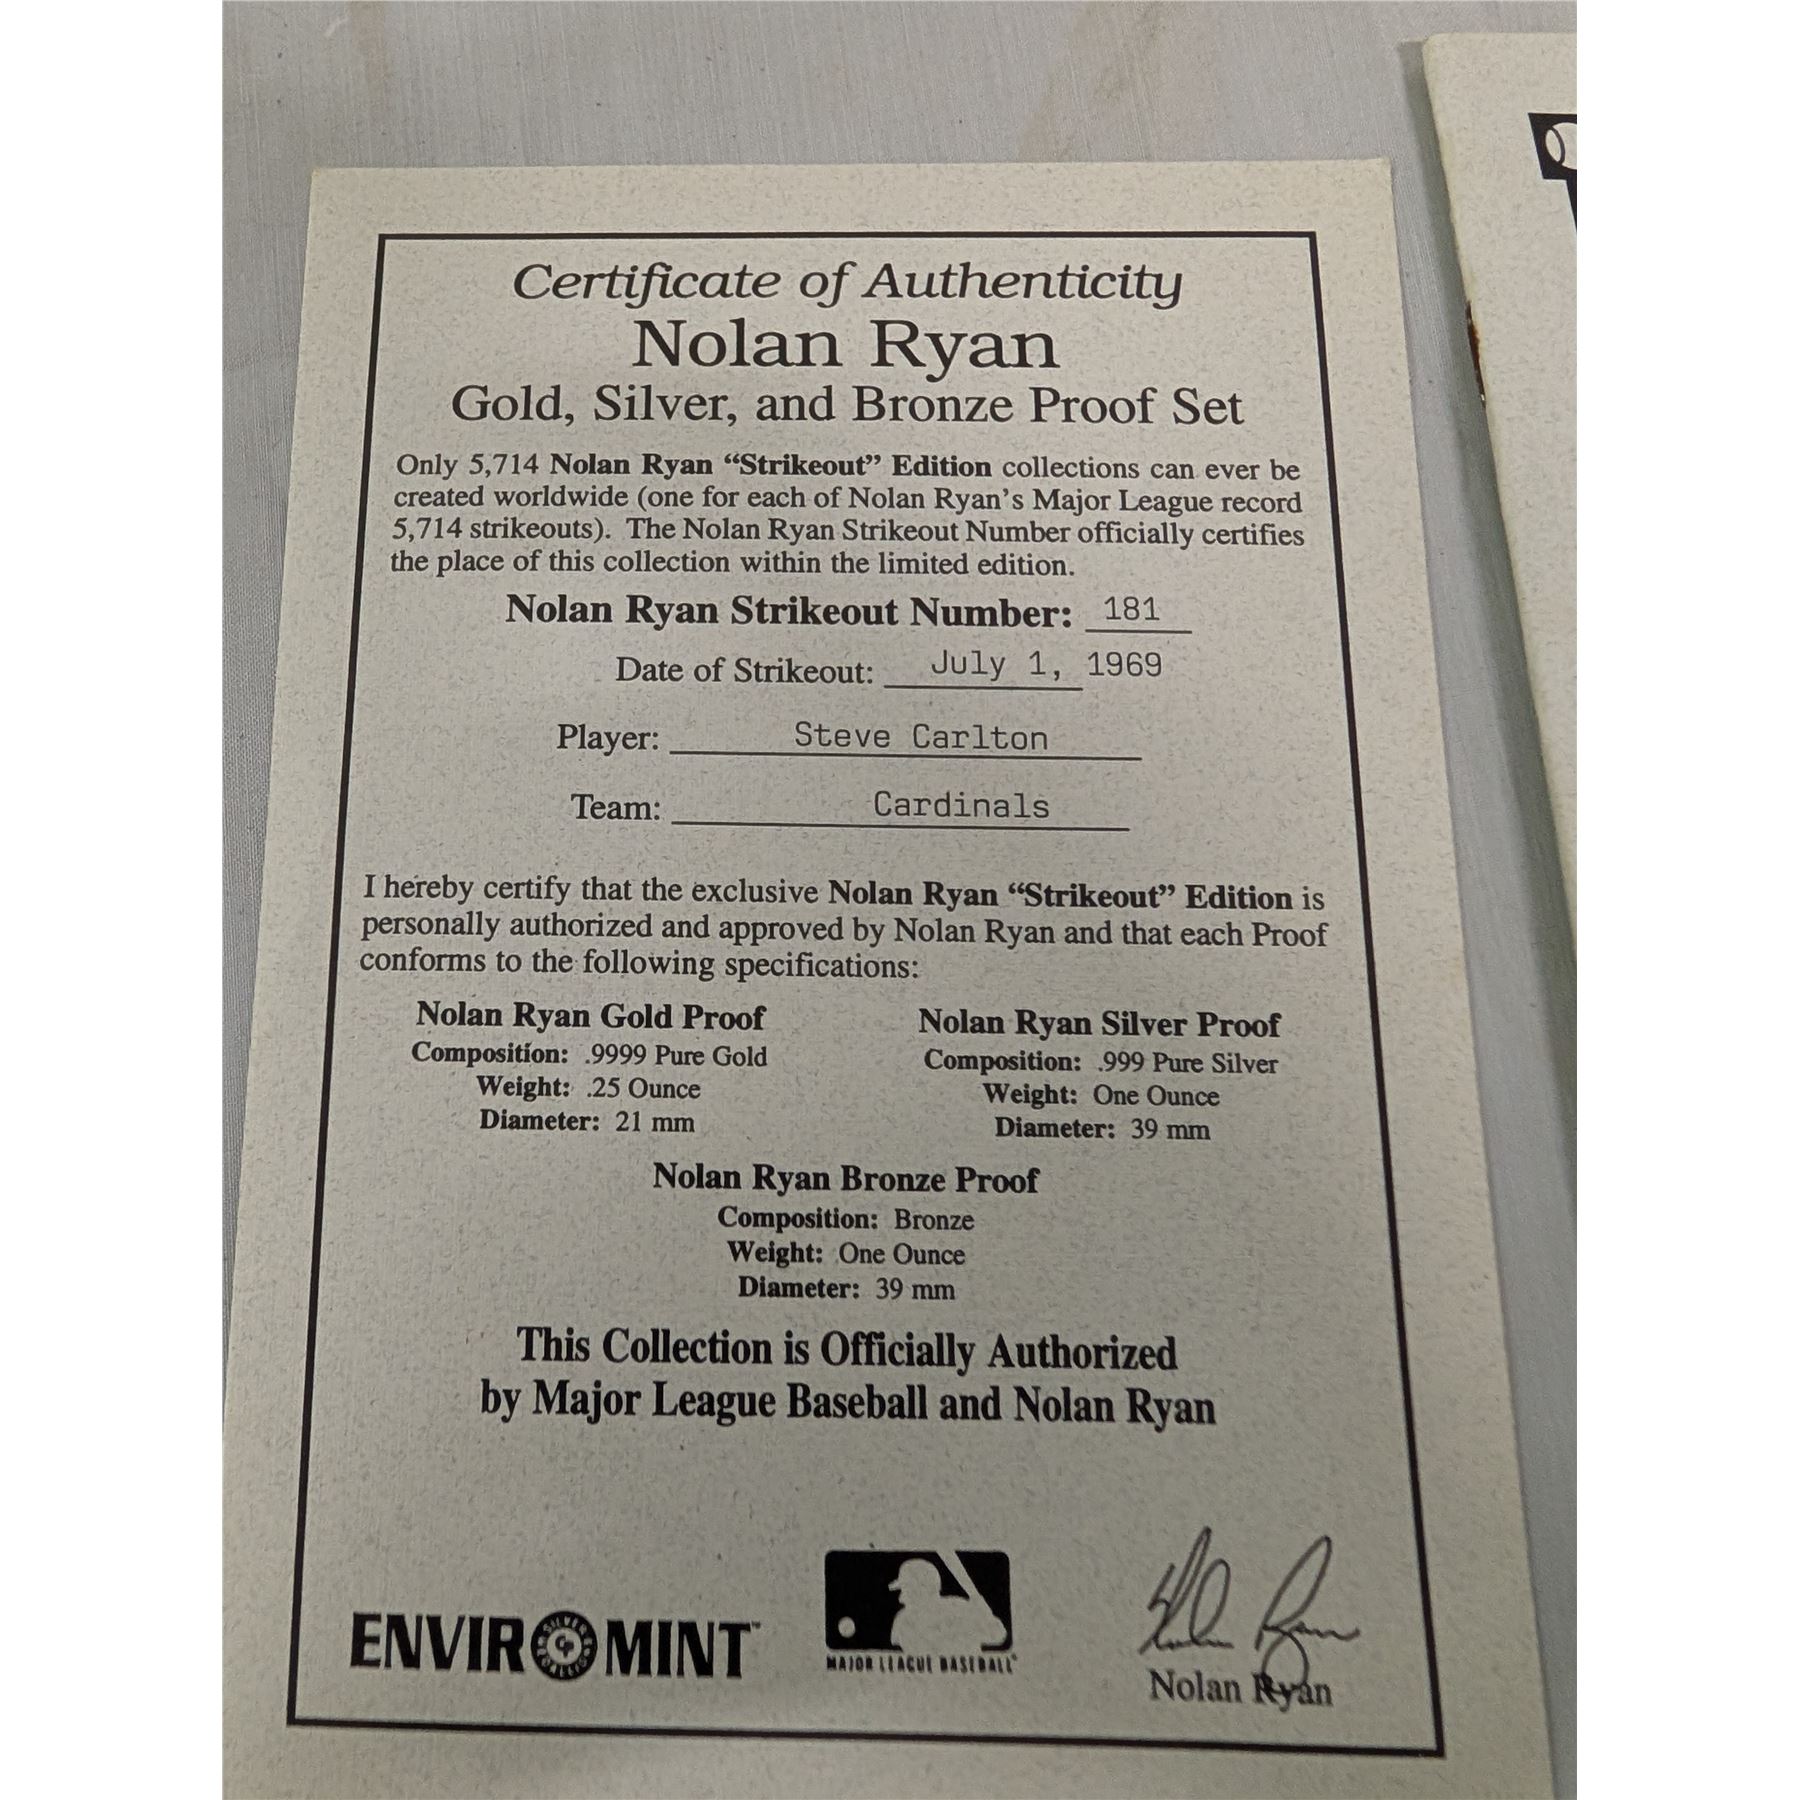 Certificate of Authenticity
Nolan Ryan
Gold, Silver, and Bronze Proof Set
Only 5,714 Nolan Ryan “Strikeout” Edition collections can ever be
created worldwide (one for each of Nolan Ryan’s Major League record
5,714 strikeouts). The Nolan Ryan Strikeout Number officially certifies
the place of this collection within the limited edition.
Nolan Ryan Strikeout Number: 181
Date of Strikeout: July 1, 1969
Player: Steve Carlton
Team: Cardinals
I hereby certify that the exclusive Nolan Ryan “Strikeout” Edition is
personally authorized and approved by Nolan Ryan and that each Proof
conforms to the following specifications:
Nolan Ryan Gold Proof
Composition: .9999 Pure Gold
Weight: .25 Ounce
Diameter: 21 mm
Nolan Ryan Silver Proof
Composition: .999 Pure Silver
Weight: One Ounce
Diameter: 39 mm
Nolan Ryan Bronze Proof
Composition: Bronze
Weight: One Ounce
Diameter: 39 mm
This Collection is Officially Authorized
by Major League Baseball and Nolan Ryan
ENVIROMINT™
MAJOR LEAGUE BASEBALL
Nolan Ryan
Nolan Ryan